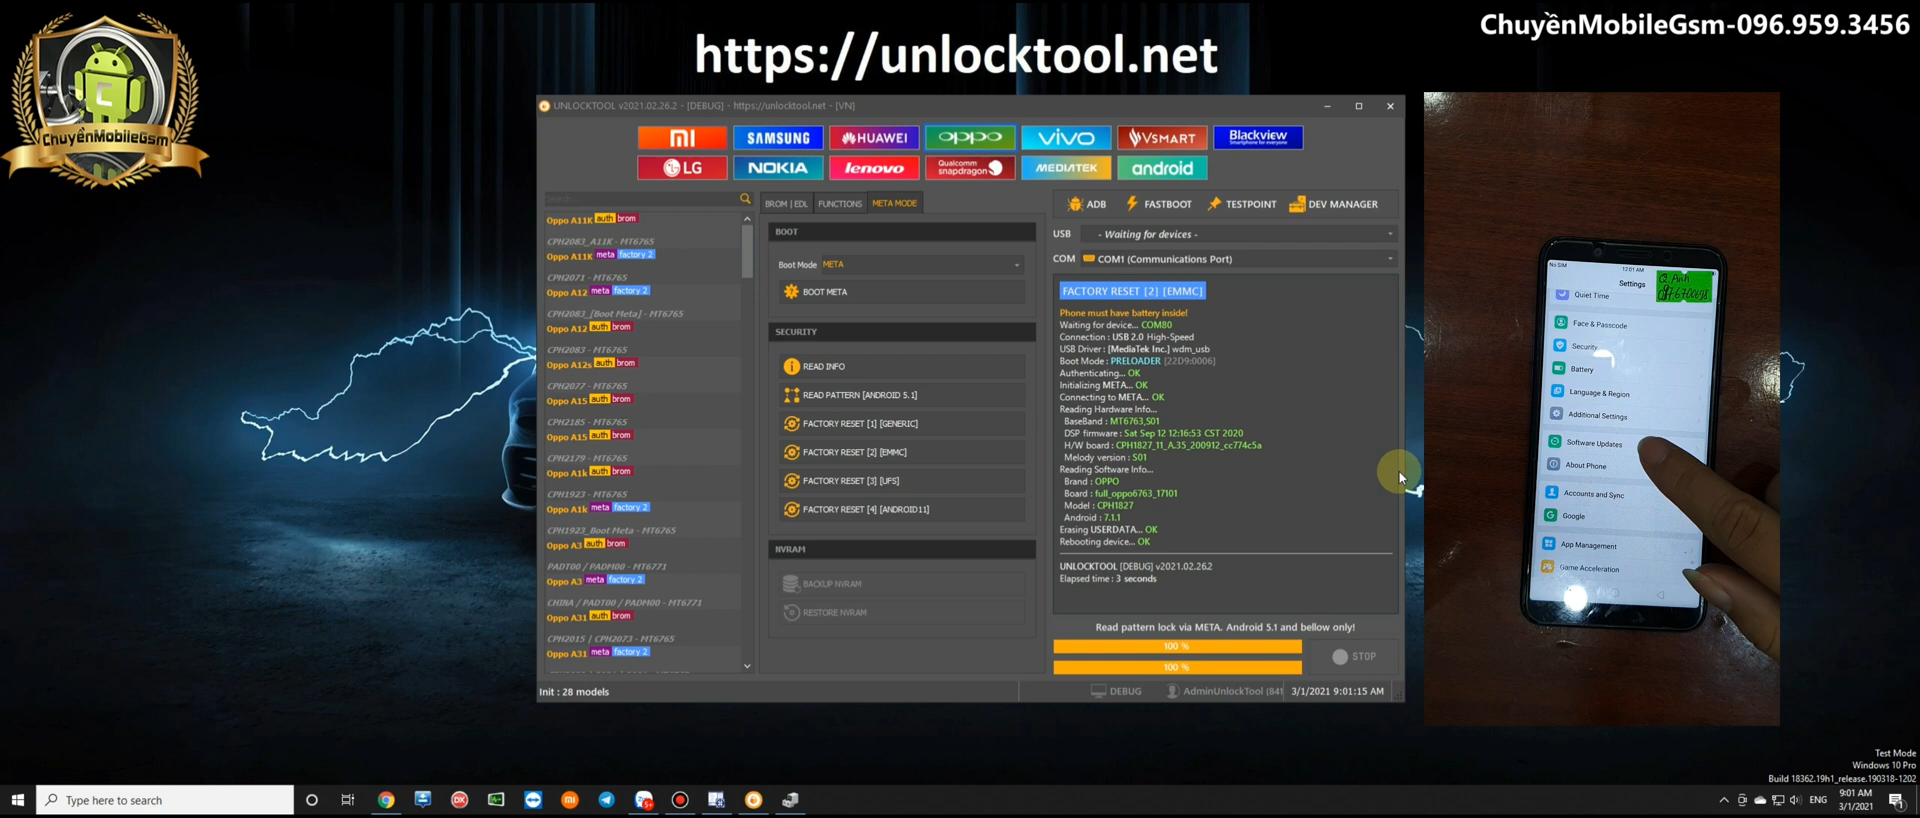 ChuyềnMobileGsm-096.959.3456
https://unlocktool.net
ChuyềnMobileGsm
UNLOCKTOOL v2021.02.26.2 - [DEBUG] - https://unlocktool.net - [VN]
SAMSUNG
HUAWEI
oppo
vivo
VSMART
Blackview
Smartphone for everyone
LG
NOKIA
lenovo
Qualcomm
snapdragon
MEDIATEK
android
Search...
Oppo A11K auth brom
CPH2083_A11K - MT6765
Oppo A11K meta factory 2
CPH2071 - MT6765
Oppo A12 meta factory 2
CPH2083_[Boot Meta] - MT6765
Oppo A12 auth brom
CPH2083 - MT6765
Oppo A12s auth brom
CPH2077 - MT6765
Oppo A15 auth brom
CPH2185 - MT6765
Oppo A15 auth brom
CPH2179 - MT6765
Oppo A1k auth brom
CPH1923 - MT6765
Oppo A1k meta factory 2
CPH1923_Boot Meta - MT6765
Oppo A3 auth brom
PADT00 / PADM00 - MT6771
Oppo A3 meta factory 2
CHINA / PADT00 / PADM00 - MT6771
Oppo A31 auth brom
CPH2015 | CPH2073 - MT6765
Oppo A31 meta factory 2
Init : 28 models
BROM | EDL
FUNCTIONS
META MODE
BOOT
Boot Mode META
BOOT META
SECURITY
READ INFO
READ PATTERN [ANDROID 5.1]
FACTORY RESET [1] [GENERIC]
FACTORY RESET [2] [EMMC]
FACTORY RESET [3] [UFS]
FACTORY RESET [4] [ANDROID11]
NVRAM
BACKUP NVRAM
RESTORE NVRAM
ADB
FASTBOOT
TESTPOINT
DEV MANAGER
USB - Waiting for devices -
COM COM1 (Communications Port)
FACTORY RESET [2] [EMMC]
Phone must have battery inside!
Waiting for device... COM80
Connection : USB 2.0 High-Speed
USB Driver : [MediaTek Inc.] wdm_usb
Boot Mode : PRELOADER [22D9:0006]
Authenticating... OK
Initializing META... OK
Connecting to META... OK
Reading Hardware Info...
BaseBand : MT6763_S01
DSP firmware : Sat Sep 12 12:16:53 CST 2020
H/W board : CPH1827_11_A.35_200912_cc774c5a
Melody version : S01
Reading Software Info...
Brand : OPPO
Board : full_oppo6763_17101
Model : CPH1827
Android : 7.1.1
Erasing USERDATA... OK
Rebooting device... OK
UNLOCKTOOL [DEBUG] v2021.02.26.2
Elapsed time : 3 seconds
Read pattern lock via META. Android 5.1 and bellow only!
100 %
100 %
STOP
DEBUG
AdminUnlockTool (841
3/1/2021 9:01:15 AM
No SIM
12:01 AM
Settings
Quiet Time
Face & Passcode
Security
Battery
Language & Region
Additional Settings
Software Updates
About Phone
Accounts and Sync
Google
App Management
Game Acceleration
Test Mode
Windows 10 Pro
Build 18362.19h1_release.190318-1202
Type here to search
ENG
9:01 AM
3/1/2021